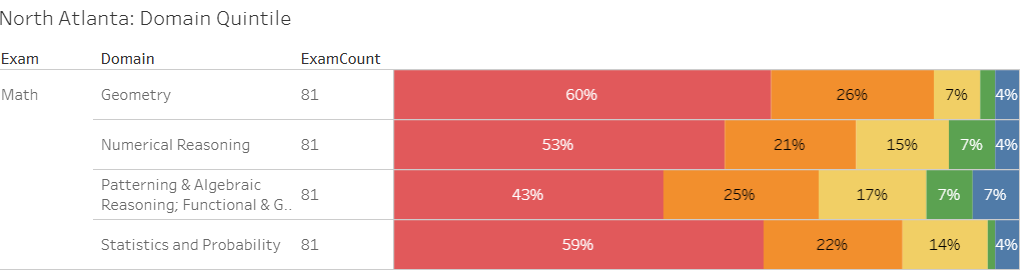 North Atlanta: Domain Quintile
Exam Domain ExamCount
Math Geometry 81 60% 26% 7% 4%
Numerical Reasoning 81 53% 21% 15% 7% 4%
Patterning & Algebraic
Reasoning; Functional & G.. 81 43% 25% 17% 7% 7%
Statistics and Probability 81 59% 22% 14% 4%